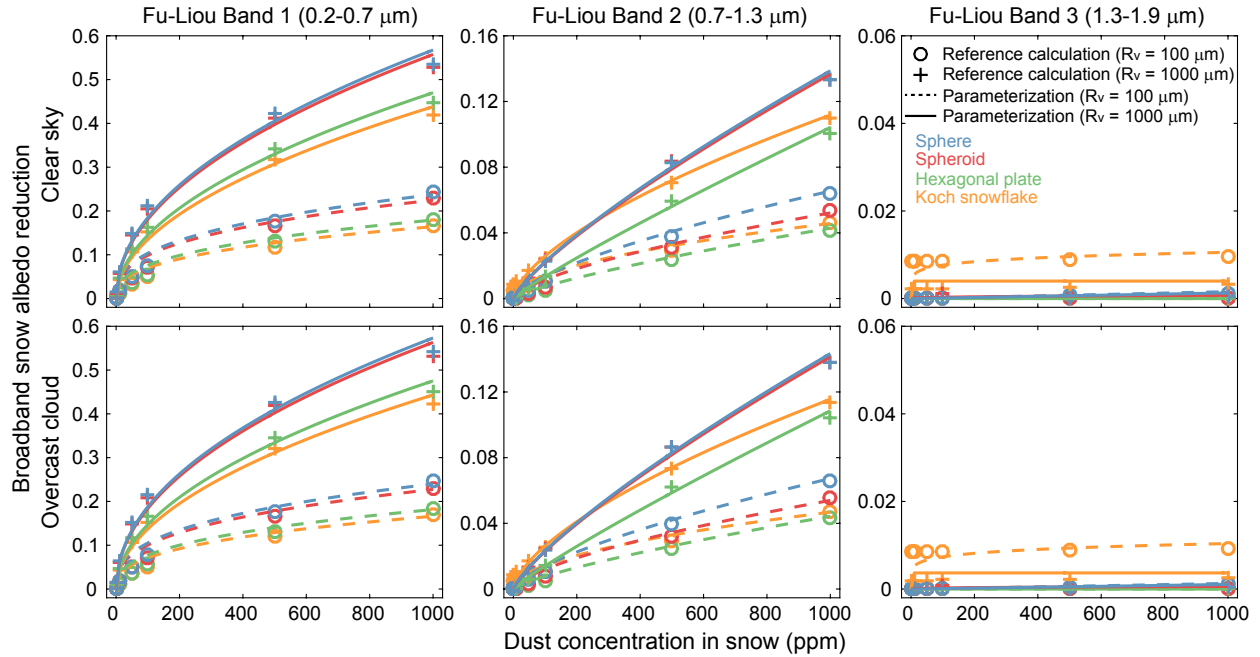 Fu-Liou Band 1 (0.2-0.7 μm)
Fu-Liou Band 2 (0.7-1.3 μm)
Fu-Liou Band 3 (1.3-1.9 μm)
Broadband snow albedo reduction
Clear sky
0.6
0.5
0.4
0.3
0.2
0.1
0
0.16
0.12
0.08
0.04
0
0.06
0.04
0.02
0
Reference calculation (Rv = 100 μm)
Reference calculation (Rv = 1000 μm)
Parameterization (Rv = 100 μm)
Parameterization (Rv = 1000 μm)
Sphere
Spheroid
Hexagonal plate
Koch snowflake
Overcast cloud
0.6
0.5
0.4
0.3
0.2
0.1
0
0.16
0.12
0.08
0.04
0
0.06
0.04
0.02
0
0 200 400 600 800 1000
0 200 400 600 800 1000
0 200 400 600 800 1000
Dust concentration in snow (ppm)